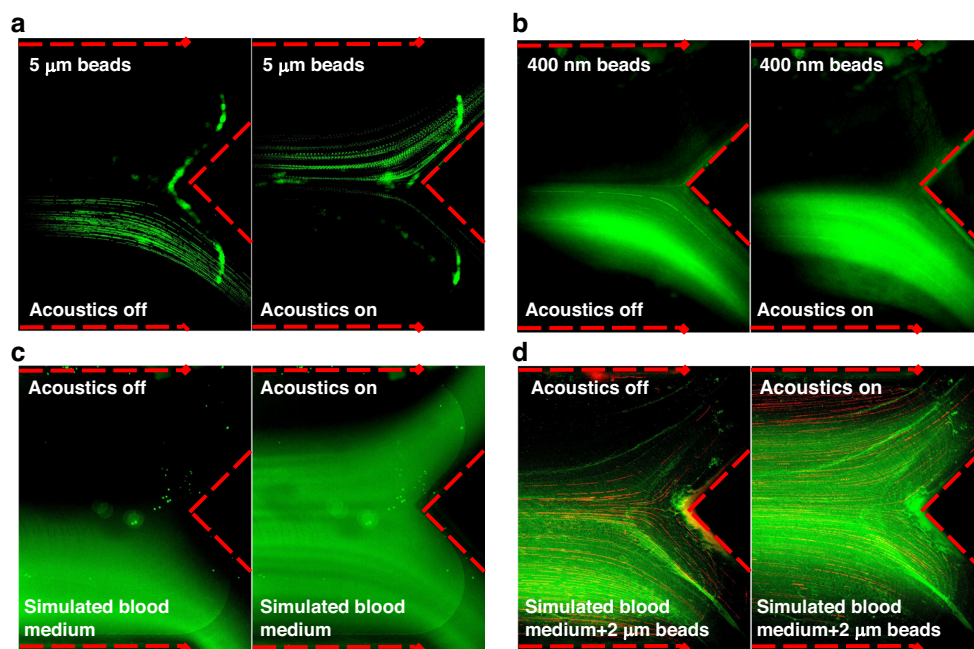 a
5 μm beads
Acoustics off
5 μm beads
Acoustics on
b
400 nm beads
Acoustics off
400 nm beads
Acoustics on
c
Acoustics off
Simulated blood
medium
Acoustics on
Simulated blood
medium
d
Acoustics off
Simulated blood
medium+2 μm beads
Acoustics on
Simulated blood
medium+2 μm beads